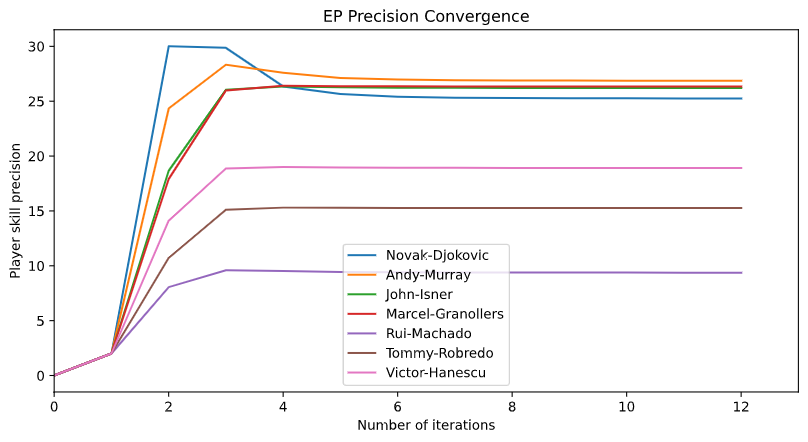 EP Precision Convergence
Player skill precision
30
25
20
15
10
5
0
Novak-Djokovic
Andy-Murray
John-Isner
Marcel-Granollers
Rui-Machado
Tommy-Robredo
Victor-Hanescu
0 2 4 6 8 10 12
Number of iterations